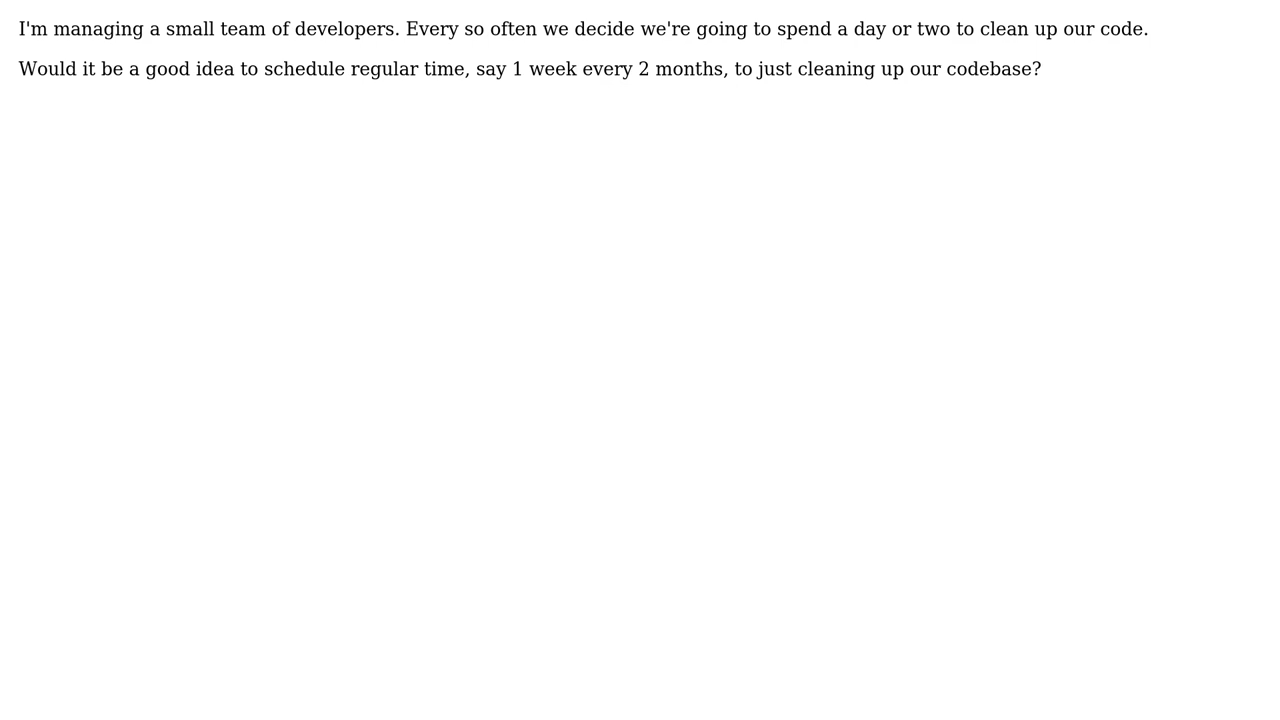 I'm managing a small team of developers. Every so often we decide we're going to spend a day or two to clean up our code.
Would it be a good idea to schedule regular time, say 1 week every 2 months, to just cleaning up our codebase?